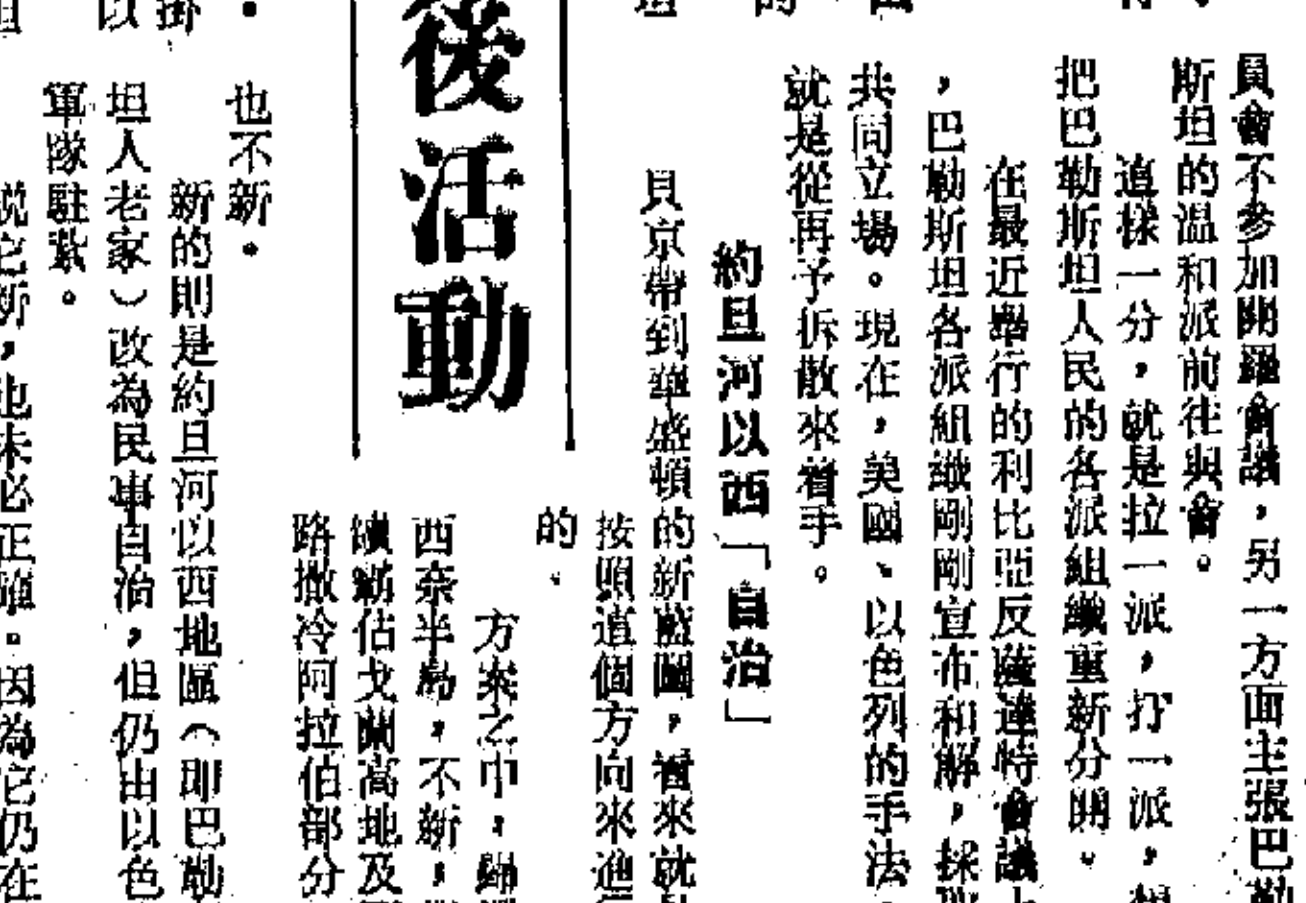 員會不參加開羅會議，另一方面主張巴勒
斯坦的温和派前往與會。
這樣一分，就是拉一派，打一派，想
把巴勒斯坦人民的各派組織重新分開。
在最近舉行的利比亞反薩達特會議上
，巴勒斯坦各派組織剛剛宣布和解，採取
共同立場。現在，美國、以色列的手法，
就是從再予拆散來着手。
約旦河以西「自治」
貝京帶到華盛頓的新藍圖，看來就
按照這個方向來進
的。
後活動
方案之中，歸還
西奈半島，不新，
續霸佔戈蘭高地及
路撒冷阿拉伯部分
也不新。
新的則是約旦河以西地區（即巴勒
坦人老家）改為民事自治，但仍由以色
軍隊駐紮。
說它新，也未必正確。因為它仍在